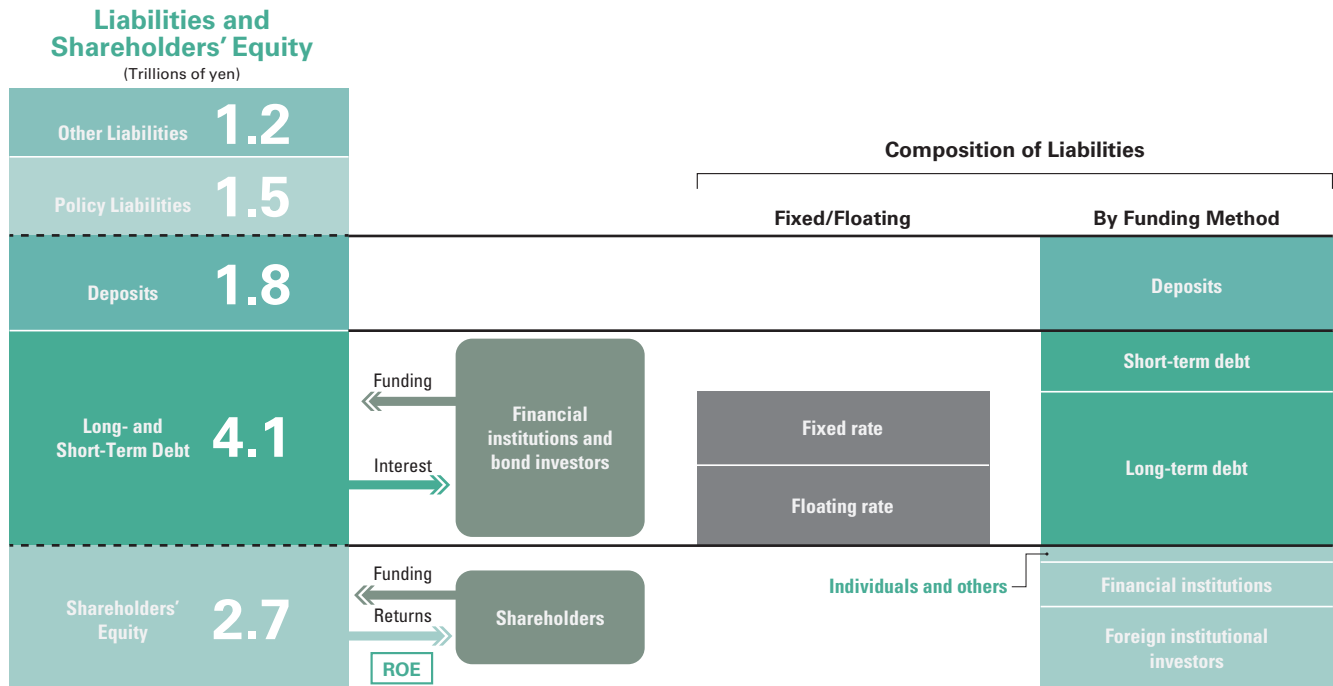 Liabilities and
Shareholders' Equity
(Trillions of yen)
Other Liabilities 1.2
Policy Liabilities 1.5
Deposits 1.8
Long- and
Short-Term Debt 4.1
Shareholders'
Equity 2.7
Funding
Interest
Financial
institutions and
bond investors
Funding
Returns
ROE
Shareholders
Composition of Liabilities
Fixed/Floating
Fixed rate
Floating rate
By Funding Method
Deposits
Short-term debt
Long-term debt
Individuals and others
Financial institutions
Foreign institutional
investors